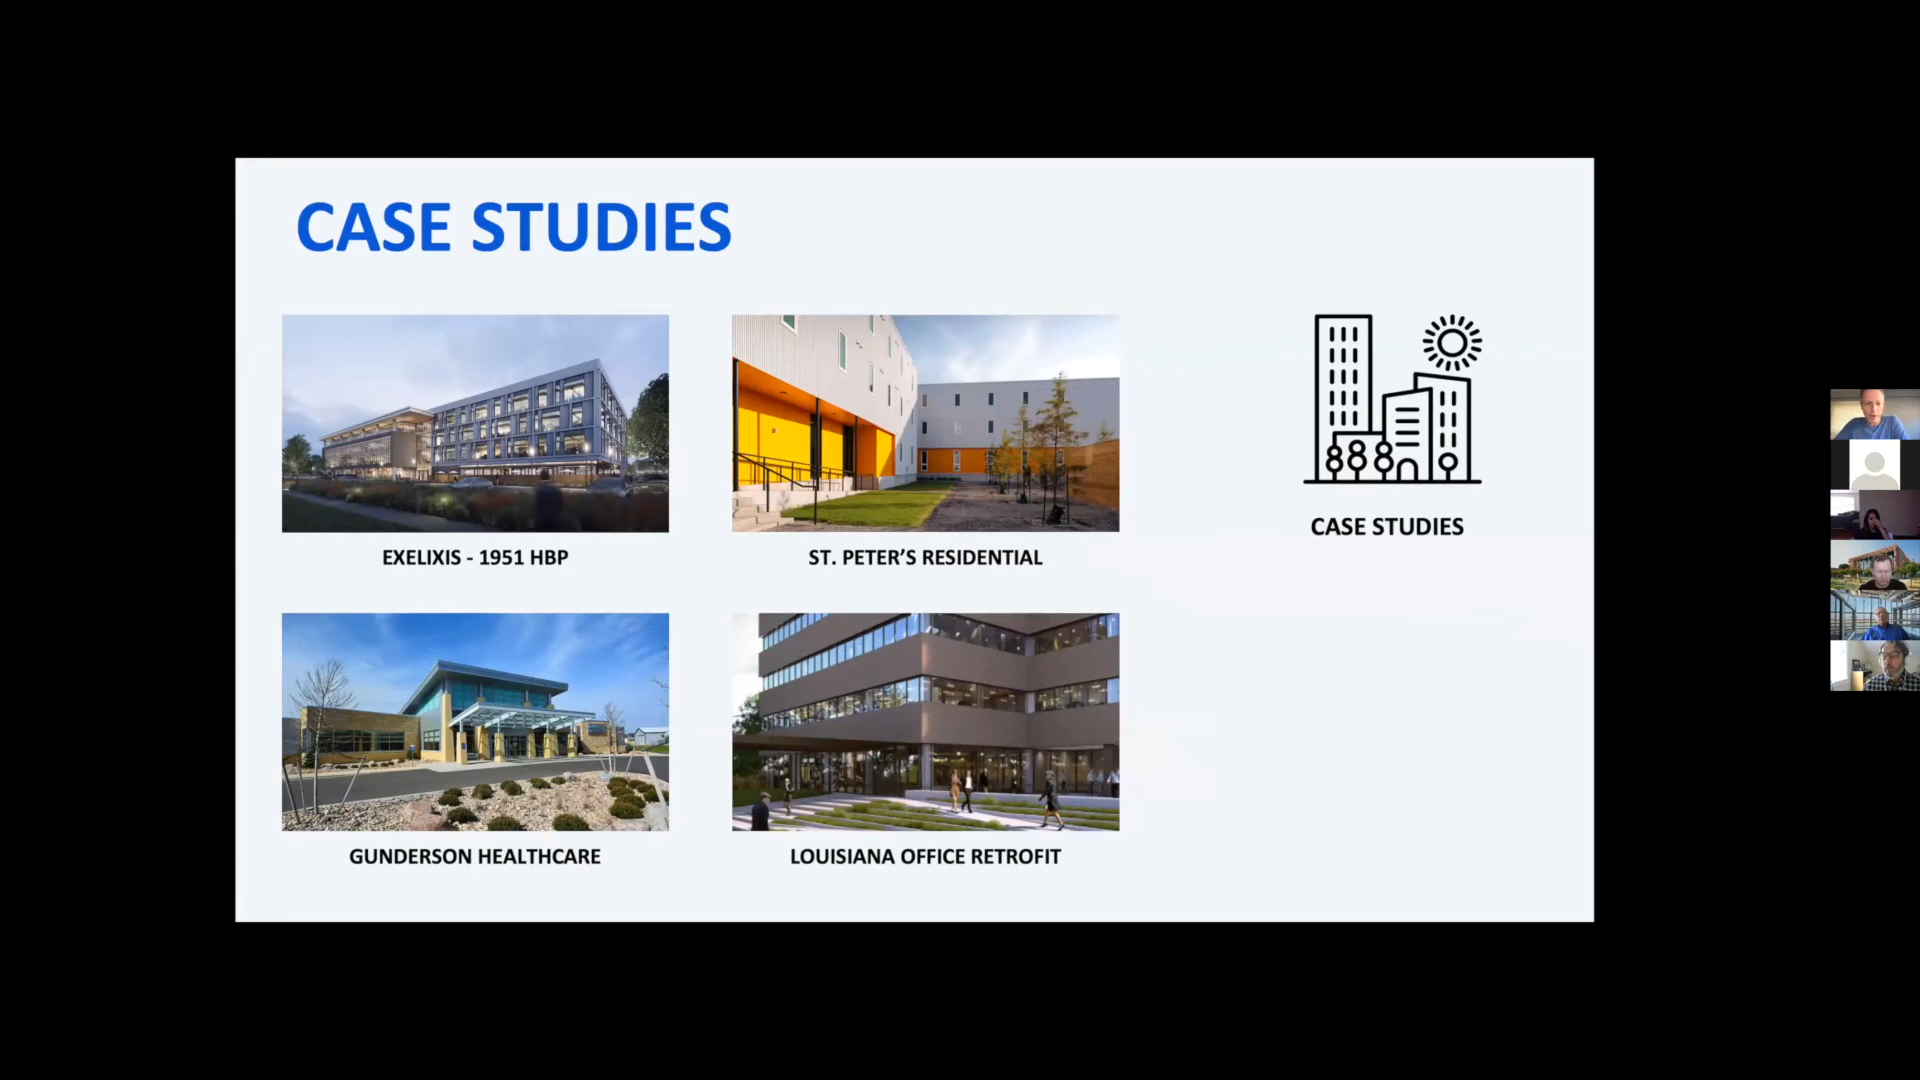 CASE STUDIES
EXELIXIS - 1951 HBP
ST. PETER'S RESIDENTIAL
CASE STUDIES
GUNDERSON HEALTHCARE
LOUISIANA OFFICE RETROFIT